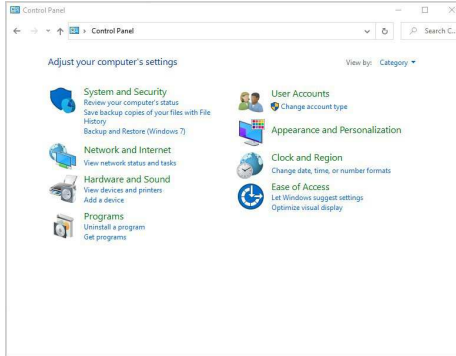 Control Panel
Control Panel
Search C...
Adjust your computer's settings
View by: Category
System and Security
Review your computer's status
Save backup copies of your files with File
History
Backup and Restore (Windows 7)
Network and Internet
View network status and tasks
Hardware and Sound
View devices and printers
Add a device
Programs
Uninstall a program
Get programs
User Accounts
Change account type
Appearance and Personalization
Clock and Region
Change date, time, or number formats
Ease of Access
Let Windows suggest settings
Optimize visual display